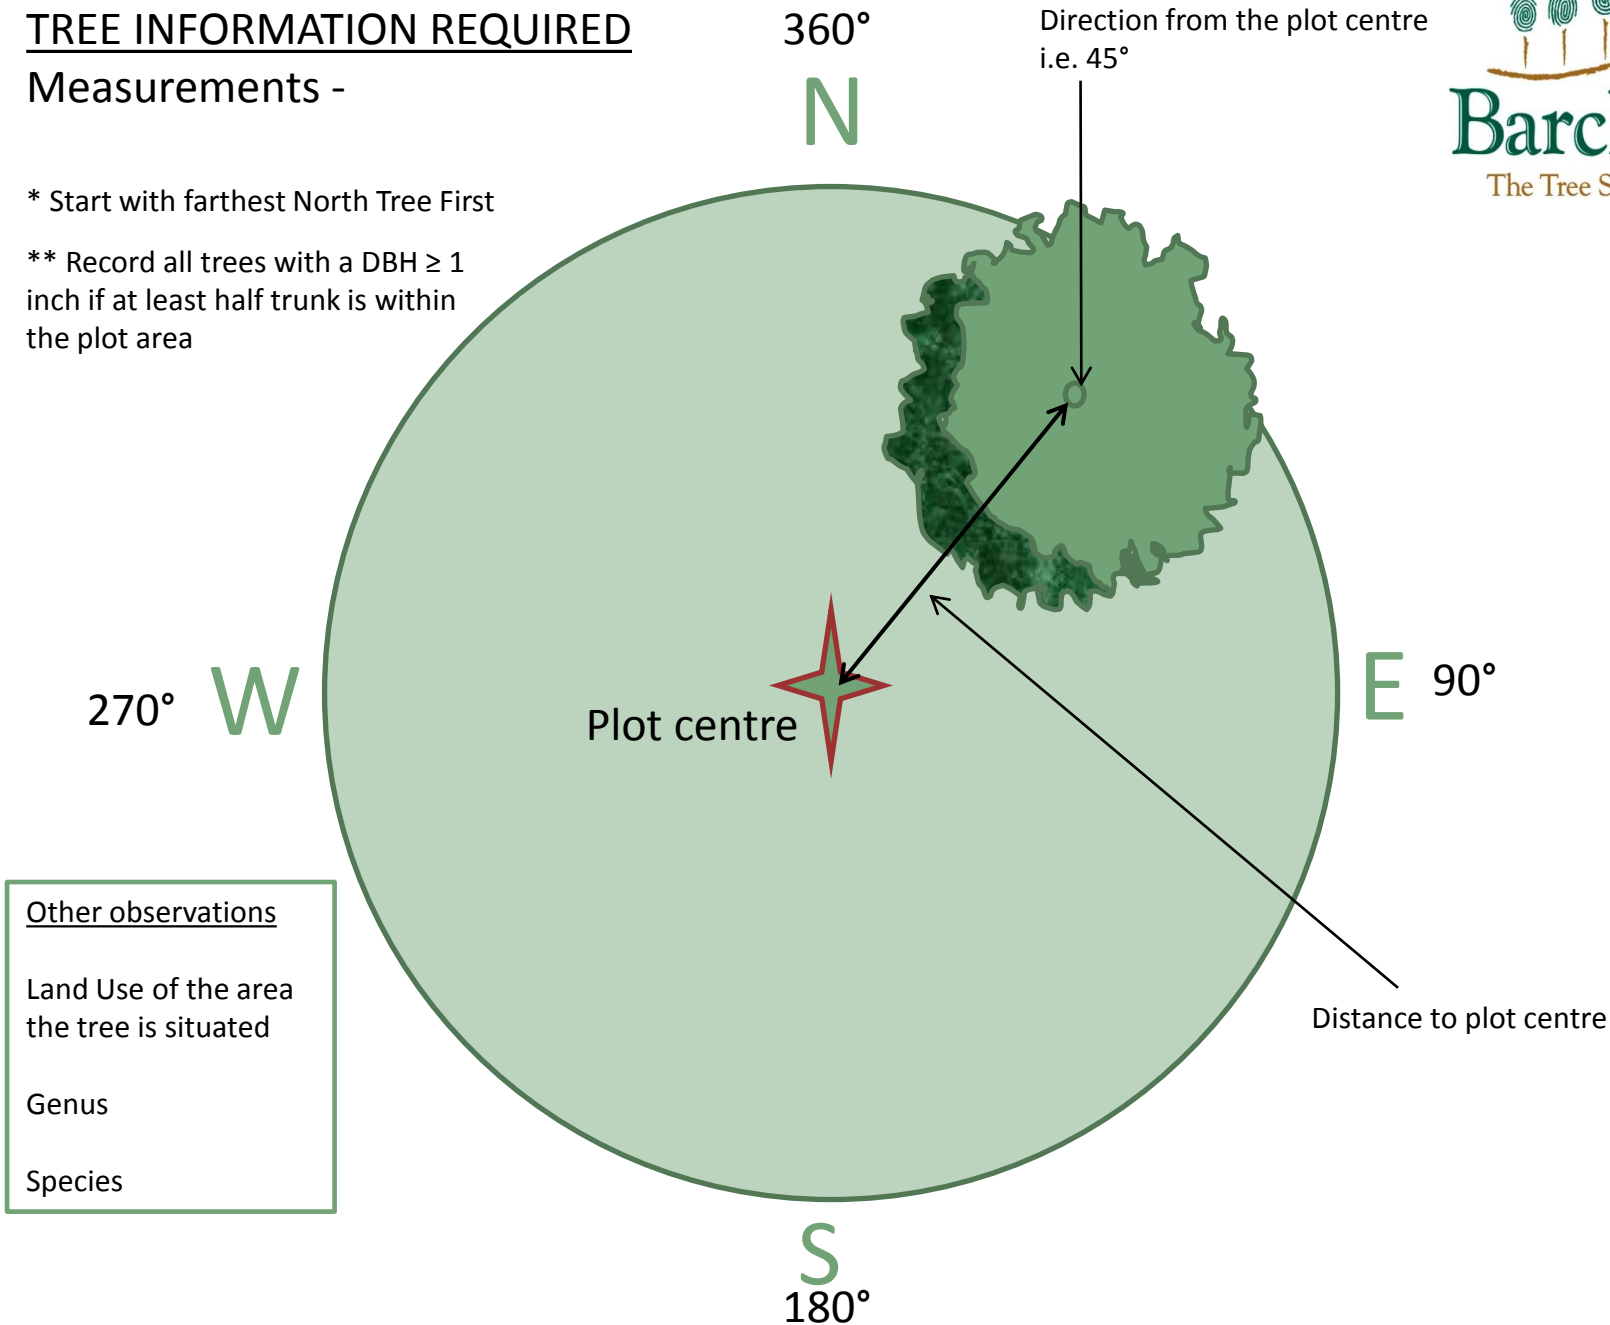 TREE INFORMATION REQUIRED
Measurements -
* Start with farthest North Tree First
** Record all trees with a DBH ≥ 1
inch if at least half trunk is within
the plot area
360°
N
Direction from the plot centre
i.e. 45°
The Tree
270°
W
Plot centre
E
90°
Other observations
Land Use of the area
the tree is situated
Genus
Species
Distance to plot centre
S
180°